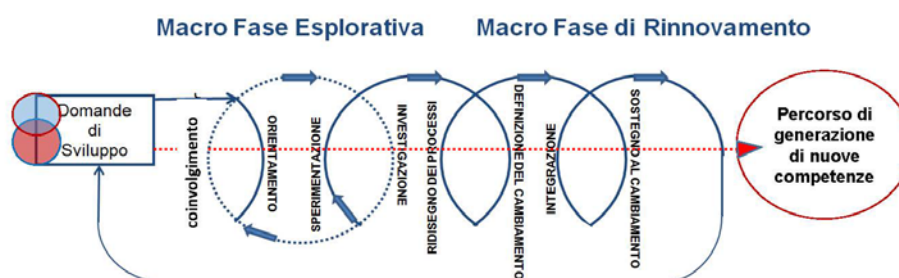 Macro Fase Esplorativa
Macro Fase di Rinnovamento
Domande
di
Sviluppo
coinvolgimento
ORIENTAMENTO
SPERIMENTAZIONE
INVESTIGAZIONE
RIDISEGNO DEI PROCESSI
DEFINIZIONE DEL CAMBIAMENTO
INTEGRAZIONE
SOSTEGNO AL CAMBIAMENTO
Percorso di
generazione
di nuove
competenze